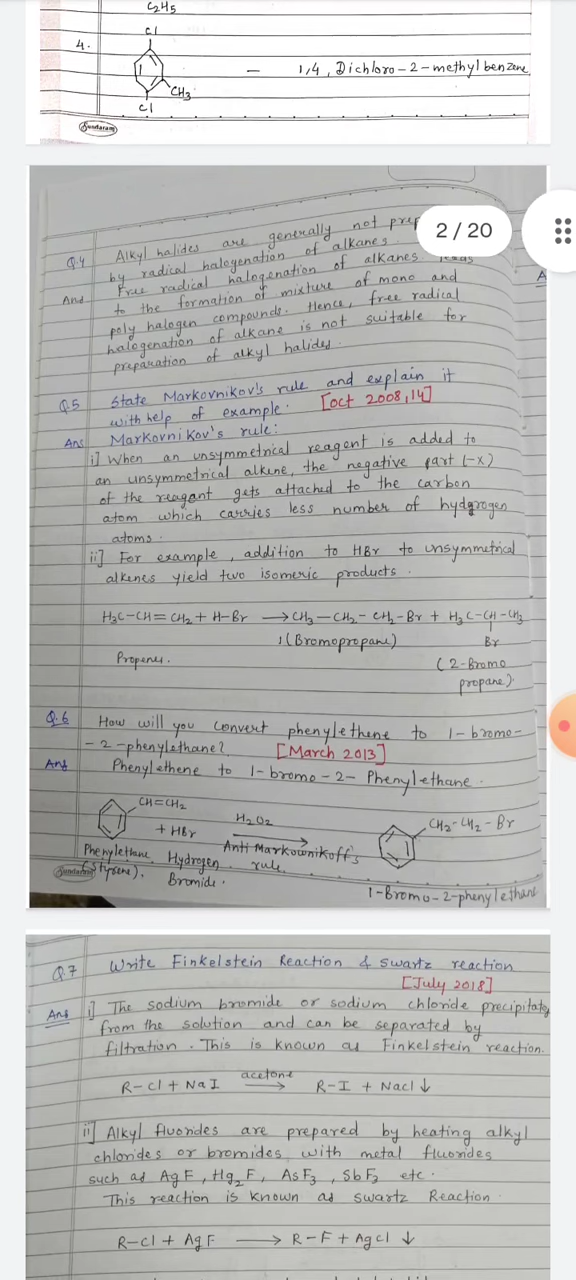 C2H5
4.
Cl
CH3
Cl
— 1,4, Dichloro-2-methyl benzene
Sundaram
2/20
Q.4 Alkyl halides are generally not
by radical halogenation of alkanes.
Ans Free radical halogenation of alkanes
to the formation of mixture of mono and
poly halogen compounds. Hence, free radical
halogenation of alkane is not suitable for
preparation of alkyl halides.
A
Q.5 State Markovnikov's rule and explain it
with help of example. [Oct 2008,14]
Ans Markovnikov's rule:
i] When an unsymmetrical reagent is added to
an unsymmetrical alkene, the negative part (-x)
of the reagent gets attached to the carbon
atom which carries less number of hydgrogen
atoms.
ii] For example, addition to HBr to unsymmetrical
alkenes yield two isomeric products.
H3C-CH=CH2 + H-Br → CH3-CH2-CH2-Br + H3C-CH-CH3
Br
1(Bromopropane)
Propenes.
(2-Bromo
propane)
Q.6 How will you convert phenylethene to 1-bromo-
-2-phenylethane? [March 2013]
Ans Phenylethene to 1-bromo-2-Phenylethane.
CH=CH2
+ HBr
H2O2
Anti Markownikoff's
rule.
CH2-CH2-Br
Phenylethane
(Styrene).
Hydrogen
Bromide.
Sundaram
1-Bromo-2-phenylethane
Q7 Write Finkelstein Reaction & Swartz reaction
[July 2018]
Ans i] The sodium bromide or sodium chloride precipitates
from the solution and can be separated by
filtration. This is known as Finkelstein reaction.
R-Cl + NaI acetone → R-I + NaCl ↓
ii] Alkyl fluorides are prepared by heating alkyl
chlorides or bromides with metal fluorides
such as AgF, Hg2F, AsF3, SbF3 etc.
This reaction is known as swartz Reaction
R-Cl + AgF → R-F + AgCl ↓